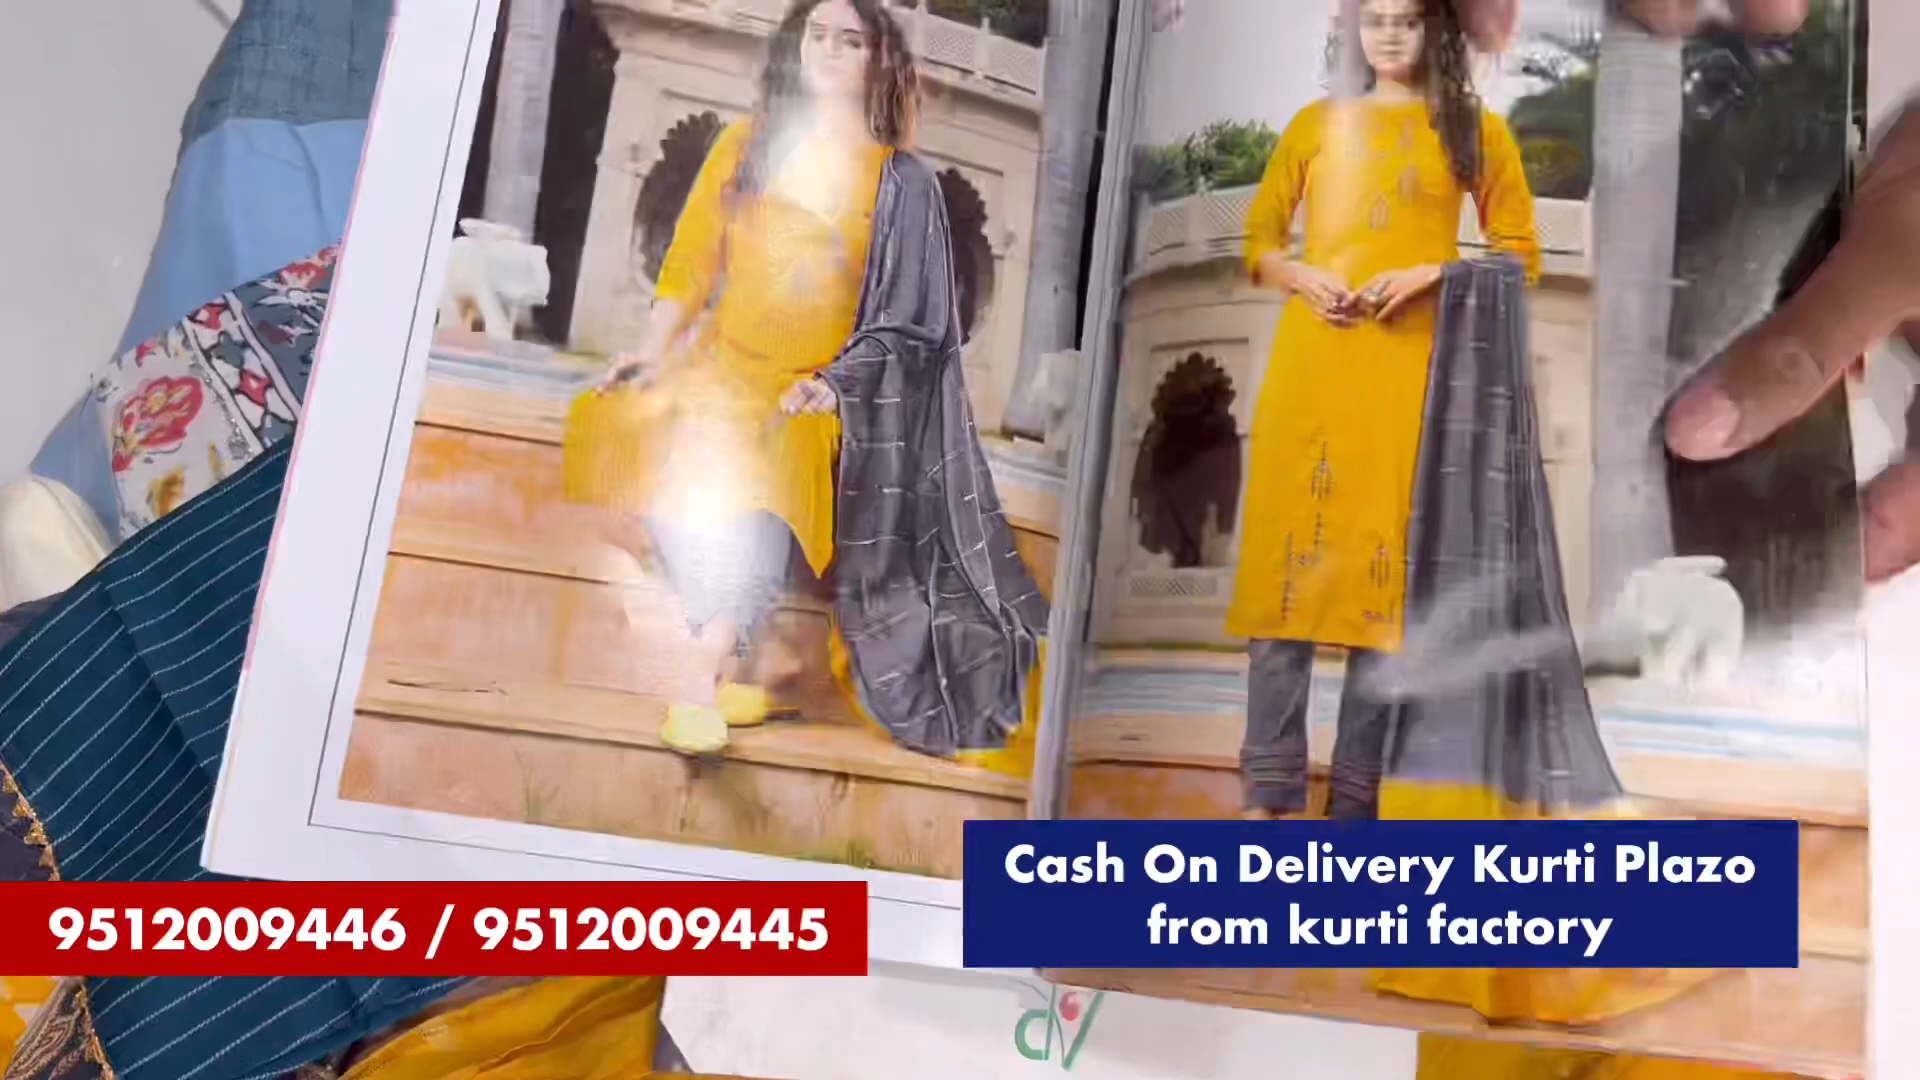 9512009446 / 9512009445
Cash On Delivery Kurti Plazo
from kurti factory